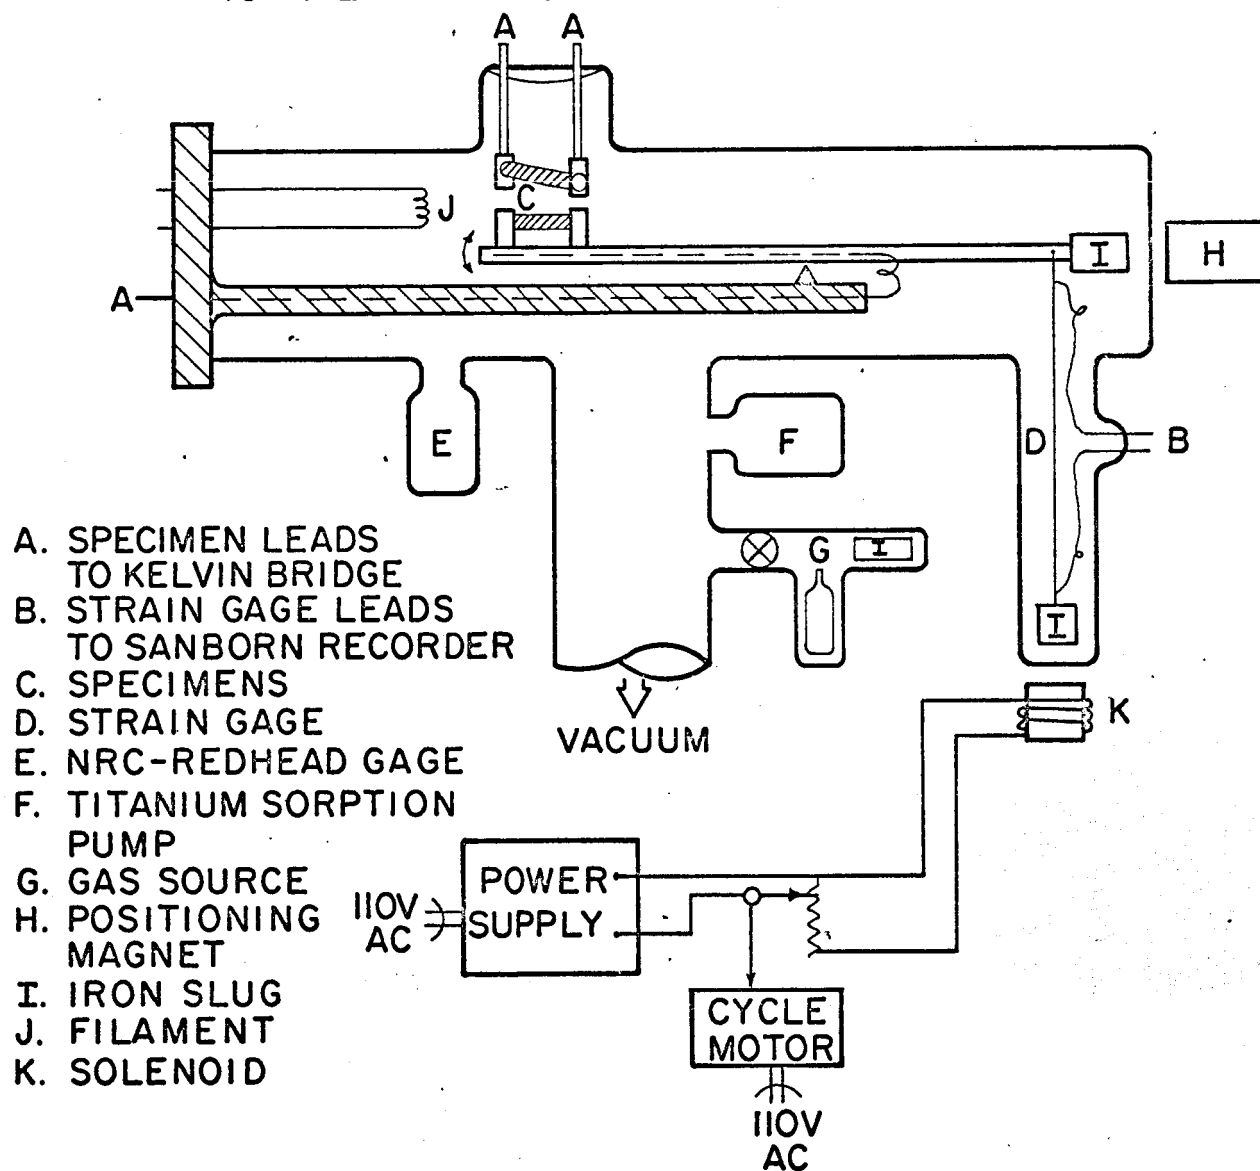 A A
J
C
I
H
A
E
F
D
B
G
I
I
K
VACUUM
A. SPECIMEN LEADS
TO KELVIN BRIDGE
B. STRAIN GAGE LEADS
TO SANBORN RECORDER
C. SPECIMENS
D. STRAIN GAGE
E. NRC-REDHEAD GAGE
F. TITANIUM SORPTION
PUMP
G. GAS SOURCE
H. POSITIONING
MAGNET
I. IRON SLUG
J. FILAMENT
K. SOLENOID
110V
AC
POWER
SUPPLY
CYCLE
MOTOR
110V
AC